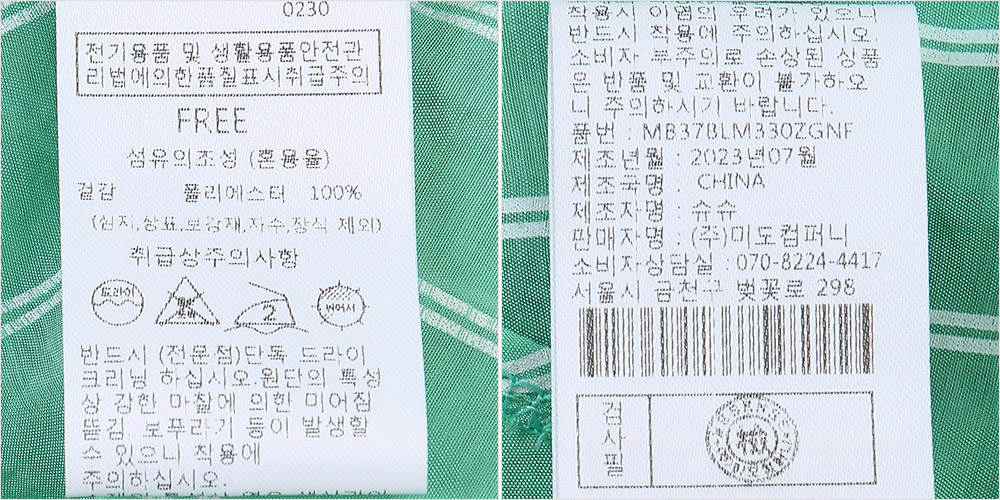 0230
전기용품 및 생활용품안전관
리법에의한품질표시취급주의
FREE
섬유의조성 (혼용율)
겉감 폴리에스터 100%
(심지,상표,보강재,자수,장식 제외)
취급상주의사항
드라이
2
반드시 (전문점)단독 드라이
크리닝 하십시오.원단의 특성
상 강한 마찰에 의한 미어짐
뜯김, 보푸라기 등이 발생할
수 있으니 착용에
주의하십시오.
착용시 이염의 우려가 있으니
반드시 착용에 주의하십시오.
소비자 부주의로 손상된 상품
은 반품 및 교환이 불가하오
니 주의하시기 바랍니다.
품번 : MB37BLM330ZGNF
제조년월 : 2023년07월
제조국명 : CHINA
제조자명 : 슈슈
판매자명 : (주)미도컴퍼니
소비자상담실 : 070-8224-4417
서울시 금천구 벚꽃로 298
검사필